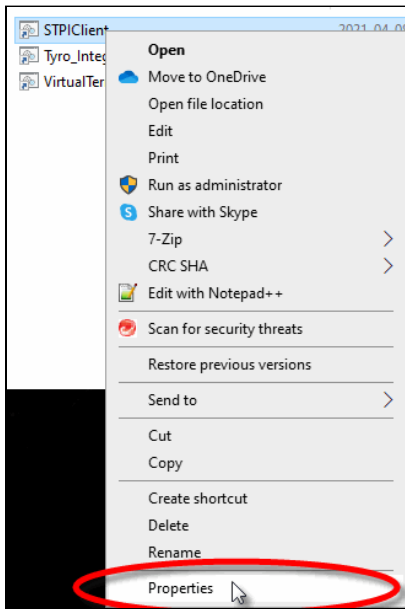 STPIClient
2021-04-0
Tyro_Integ
VirtualTer
Open
Move to OneDrive
Open file location
Edit
Print
Run as administrator
Share with Skype
7-Zip
CRC SHA
Edit with Notepad++
Scan for security threats
Restore previous versions
Send to
Cut
Copy
Create shortcut
Delete
Rename
Properties